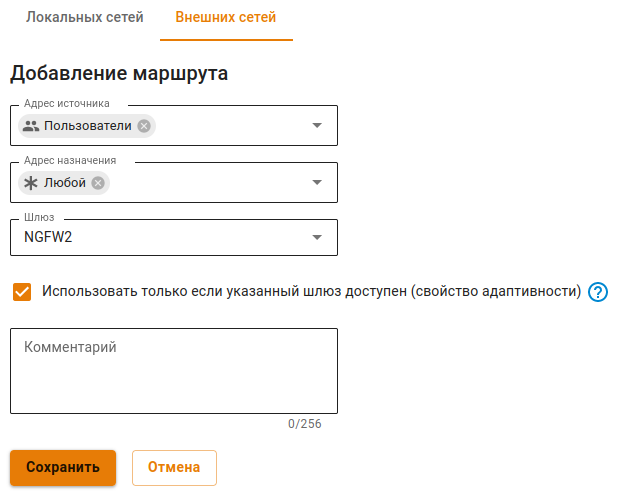 Локальных сетей Внешних сетей
Добавление маршрута
Адрес источника
Пользователи
Адрес назначения
Любой
Шлюз
NGFW2
Использовать только если указанный шлюз доступен (свойство адаптивности) ?
Комментарий
0/256
Сохранить Отмена